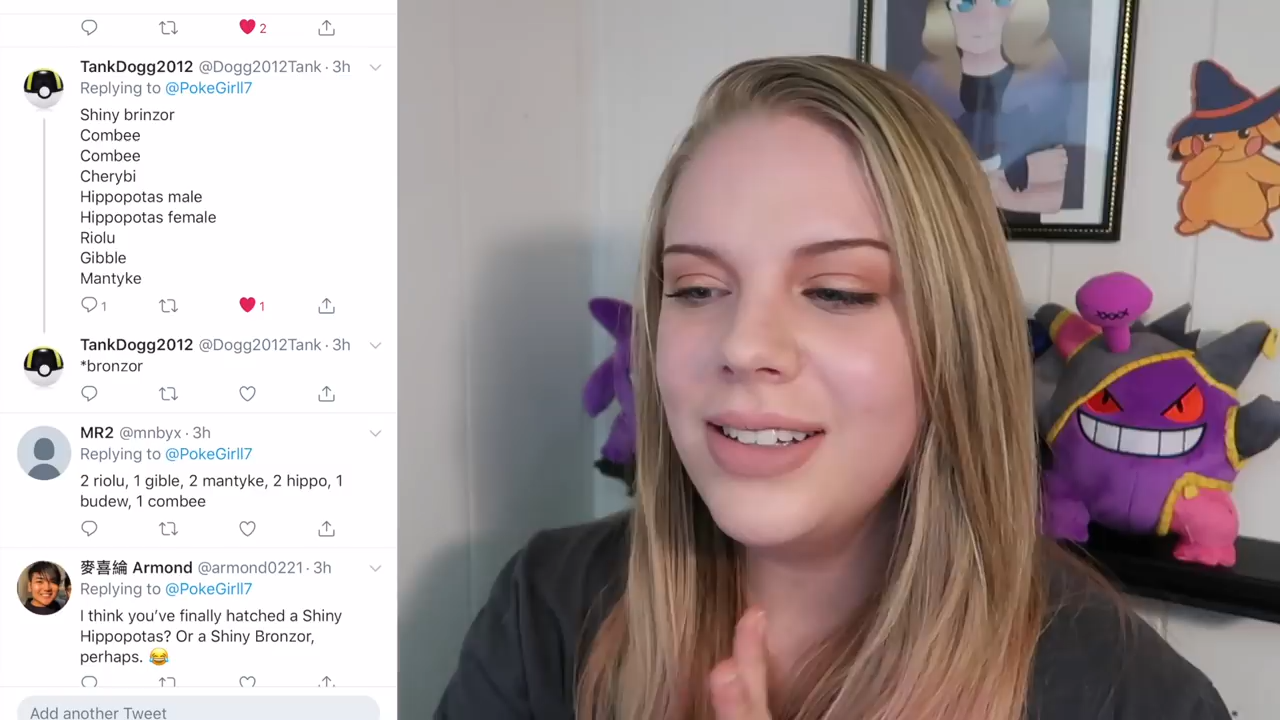 2
TankDogg2012 @Dogg2012Tank · 3h
Replying to @PokeGirll7
Shiny brinzor
Combee
Combee
Cherybi
Hippopotas male
Hippopotas female
Riolu
Gibble
Mantyke
1
1
TankDogg2012 @Dogg2012Tank · 3h
*bronzor
MR2 @mnbyx · 3h
Replying to @PokeGirll7
2 riolu, 1 gible, 2 mantyke, 2 hippo, 1
budew, 1 combee
麥喜綸 Armond @armond0221 · 3h
Replying to @PokeGirll7
I think you’ve finally hatched a Shiny
Hippopotas? Or a Shiny Bronzor,
perhaps. 😂
Add another Tweet